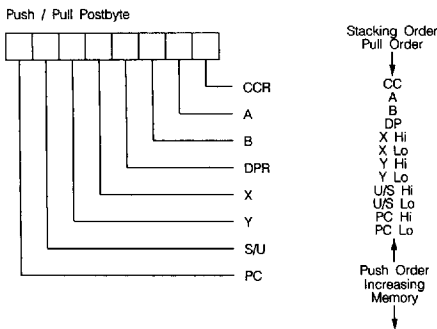 Push / Pull Postbyte
CCR
A
B
DPR
X
Y
S/U
PC
Stacking Order
Pull Order
CC
A
B
DP
X Hi
X Lo
Y Hi
Y Lo
U/S Hi
U/S Lo
PC Hi
PC Lo
Push Order
Increasing
Memory